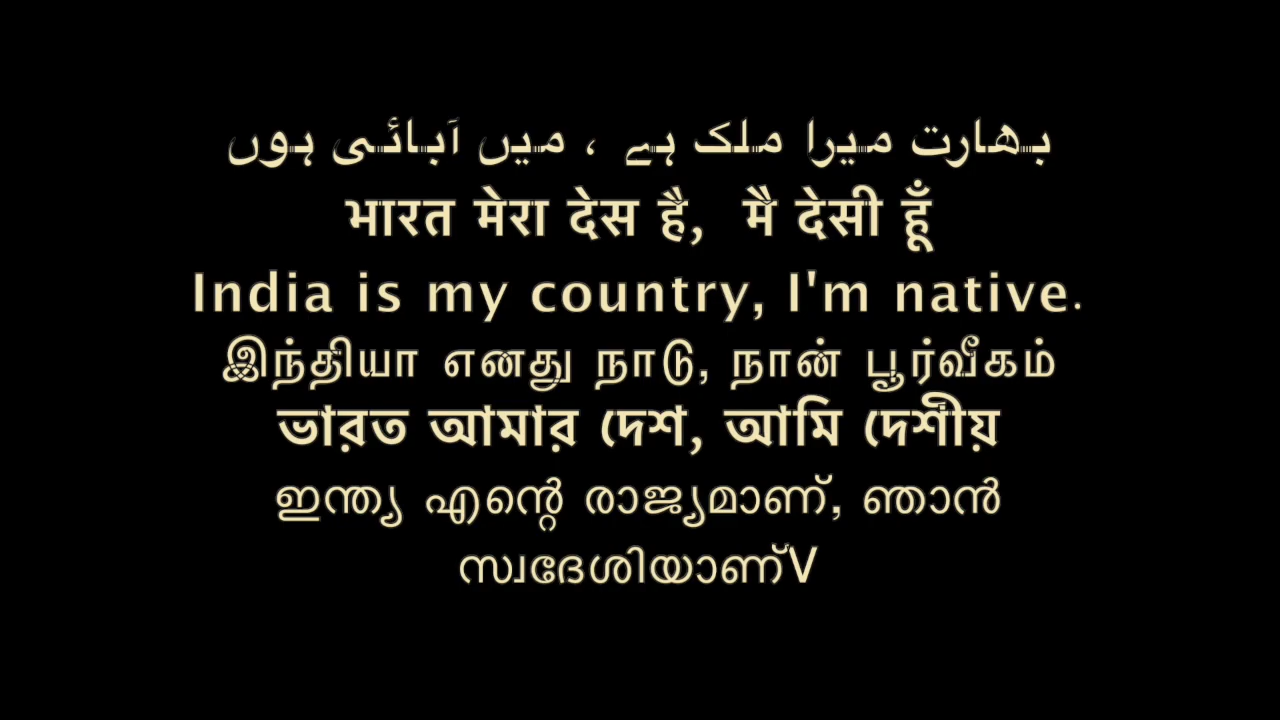 بھارت میرا ملک ہے ، میں آبائی ہوں
भारत मेरा देस है, मै देसी हूँ
India is my country, I'm native.
இந்தியா எனது நாடு, நான் பூர்வீகம்
ভারত আমার দেশ, আমি দেশীয়
ഇന്ത്യ എന്റെ രാജ്യമാണ്, ഞാൻ
സ്വദേശിയാണ്V